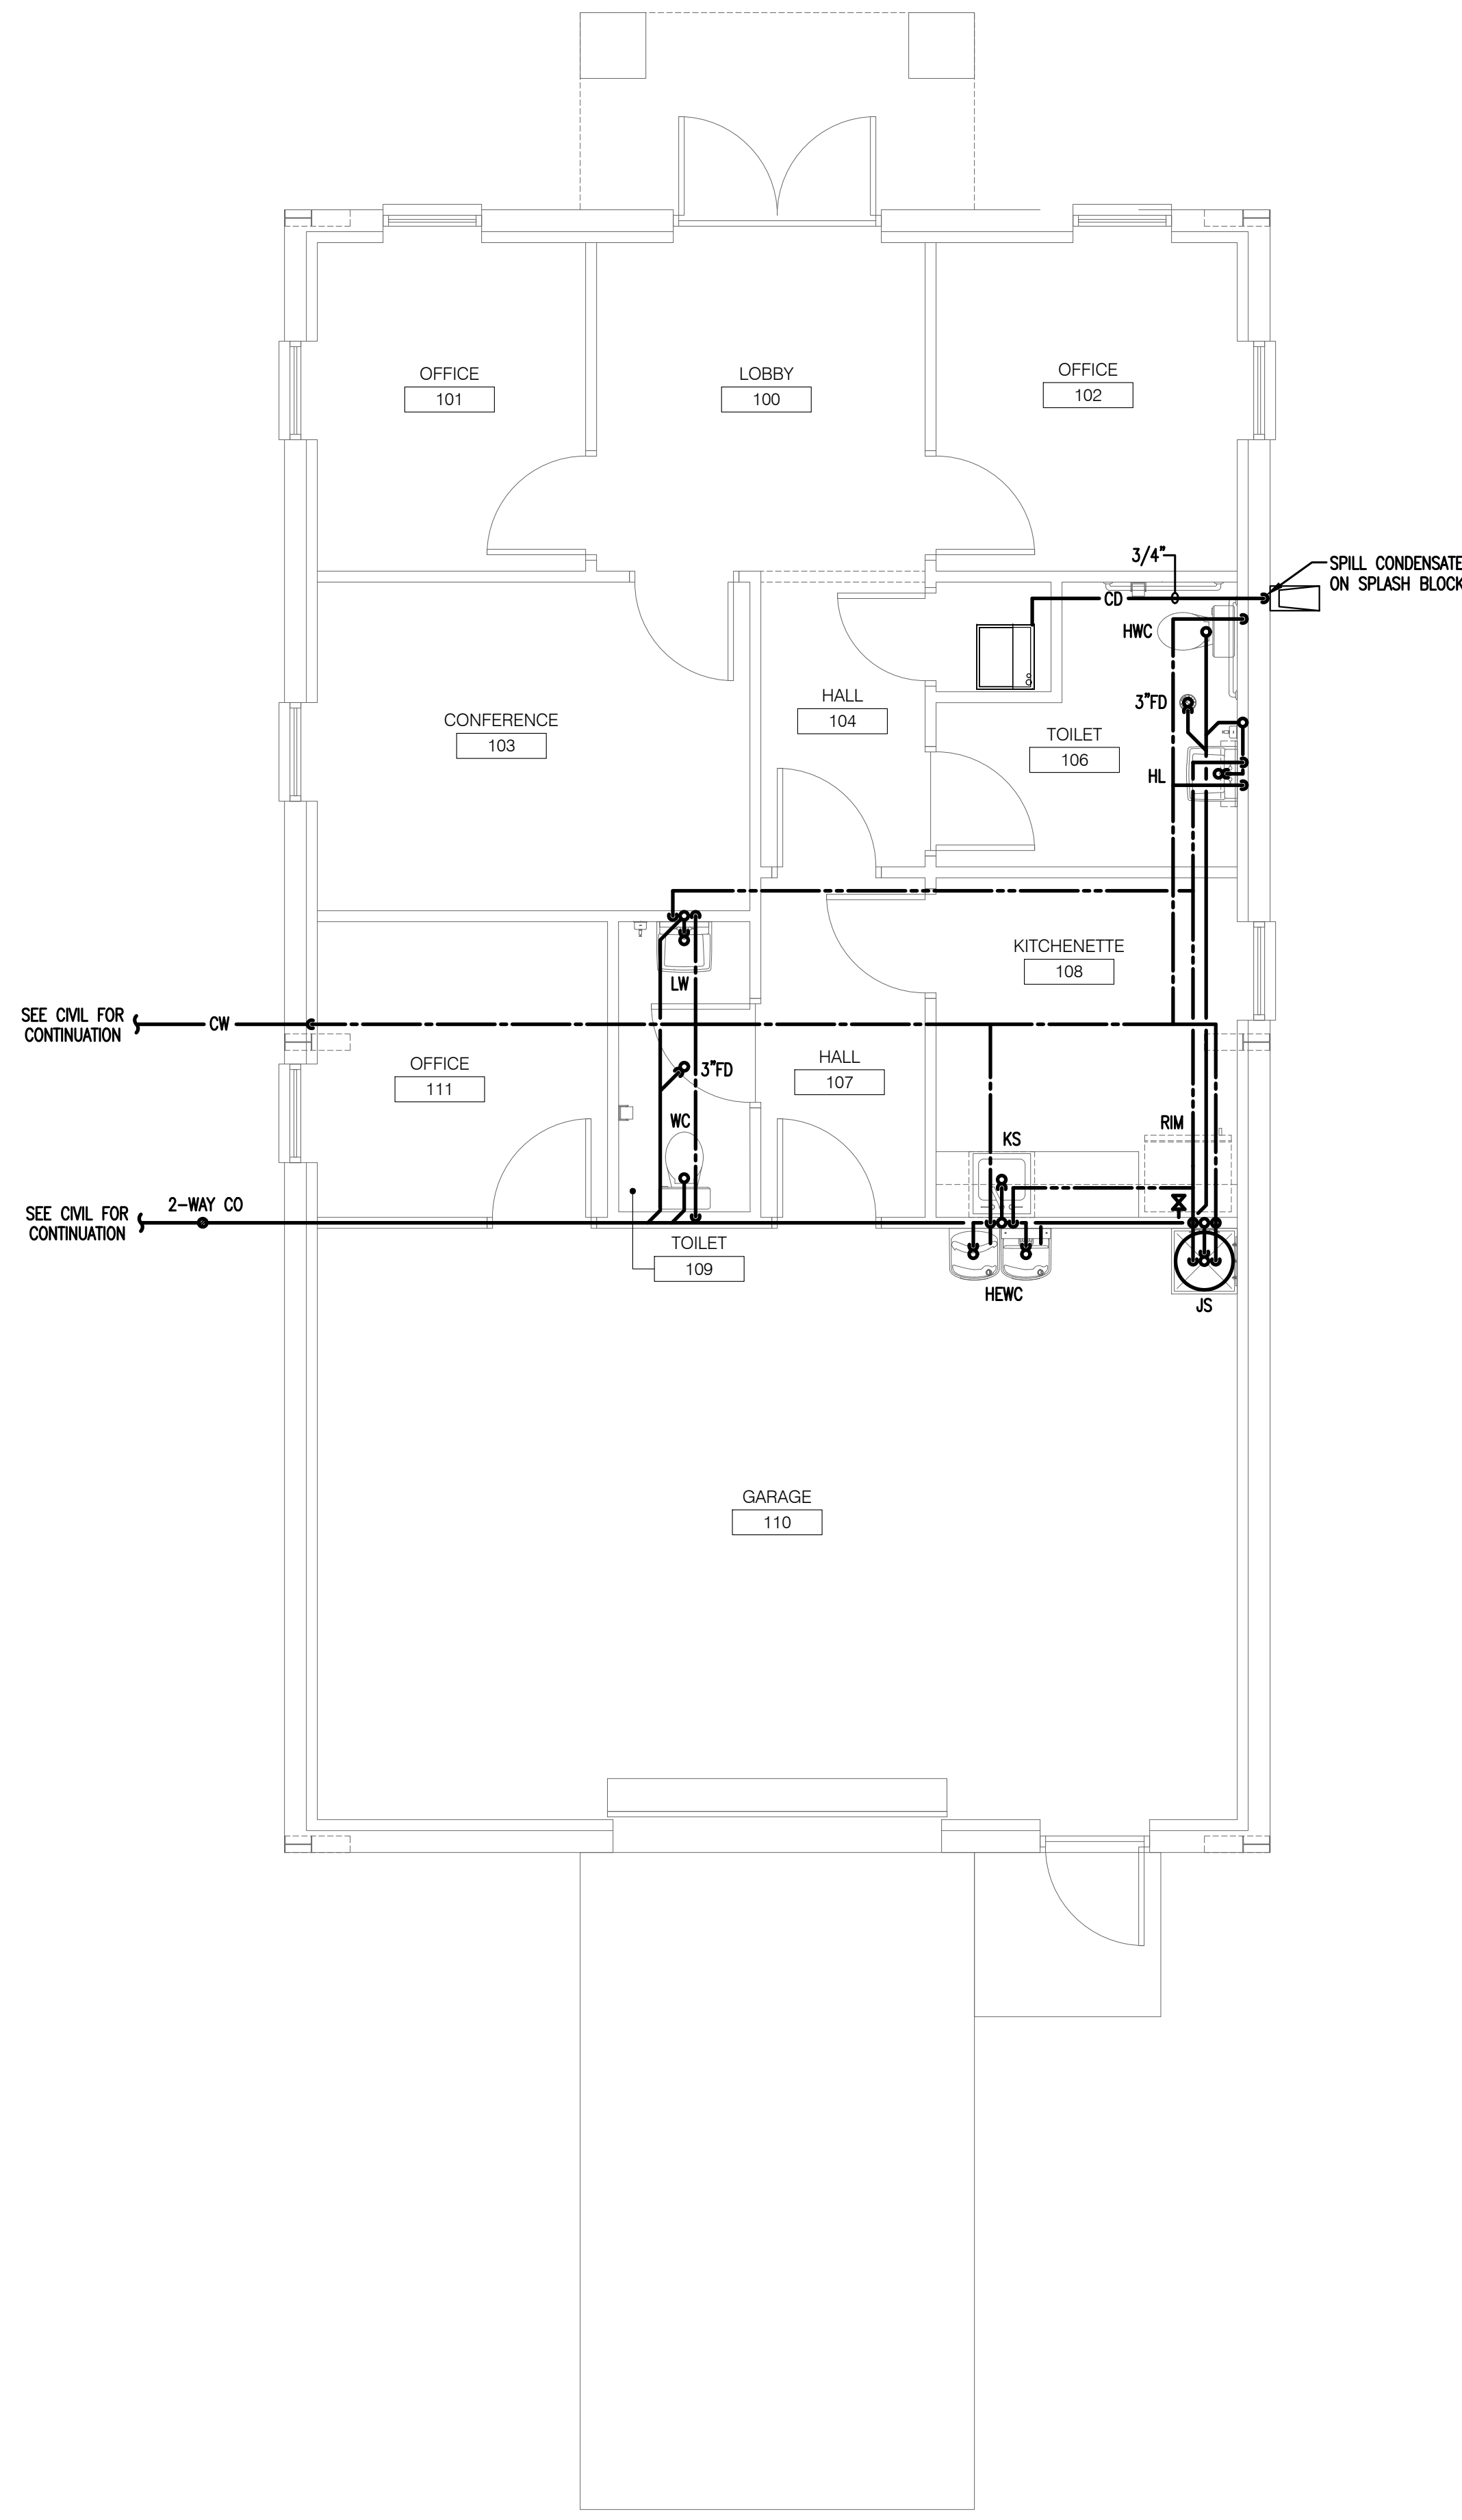 OFFICE
101
LOBBY
100
OFFICE
102
3/4"
SPILL CONDENSATE
ON SPLASH BLOCK
CD
HWC
HALL
104
3"FD
CONFERENCE
103
TOILET
106
HL
KITCHENETTE
108
LW
SEE CIVIL FOR
CONTINUATION
CW
OFFICE
111
HALL
107
3"FD
WC
KS
RIM
2-WAY CO
SEE CIVIL FOR
CONTINUATION
TOILET
109
HEWC
JS
GARAGE
110